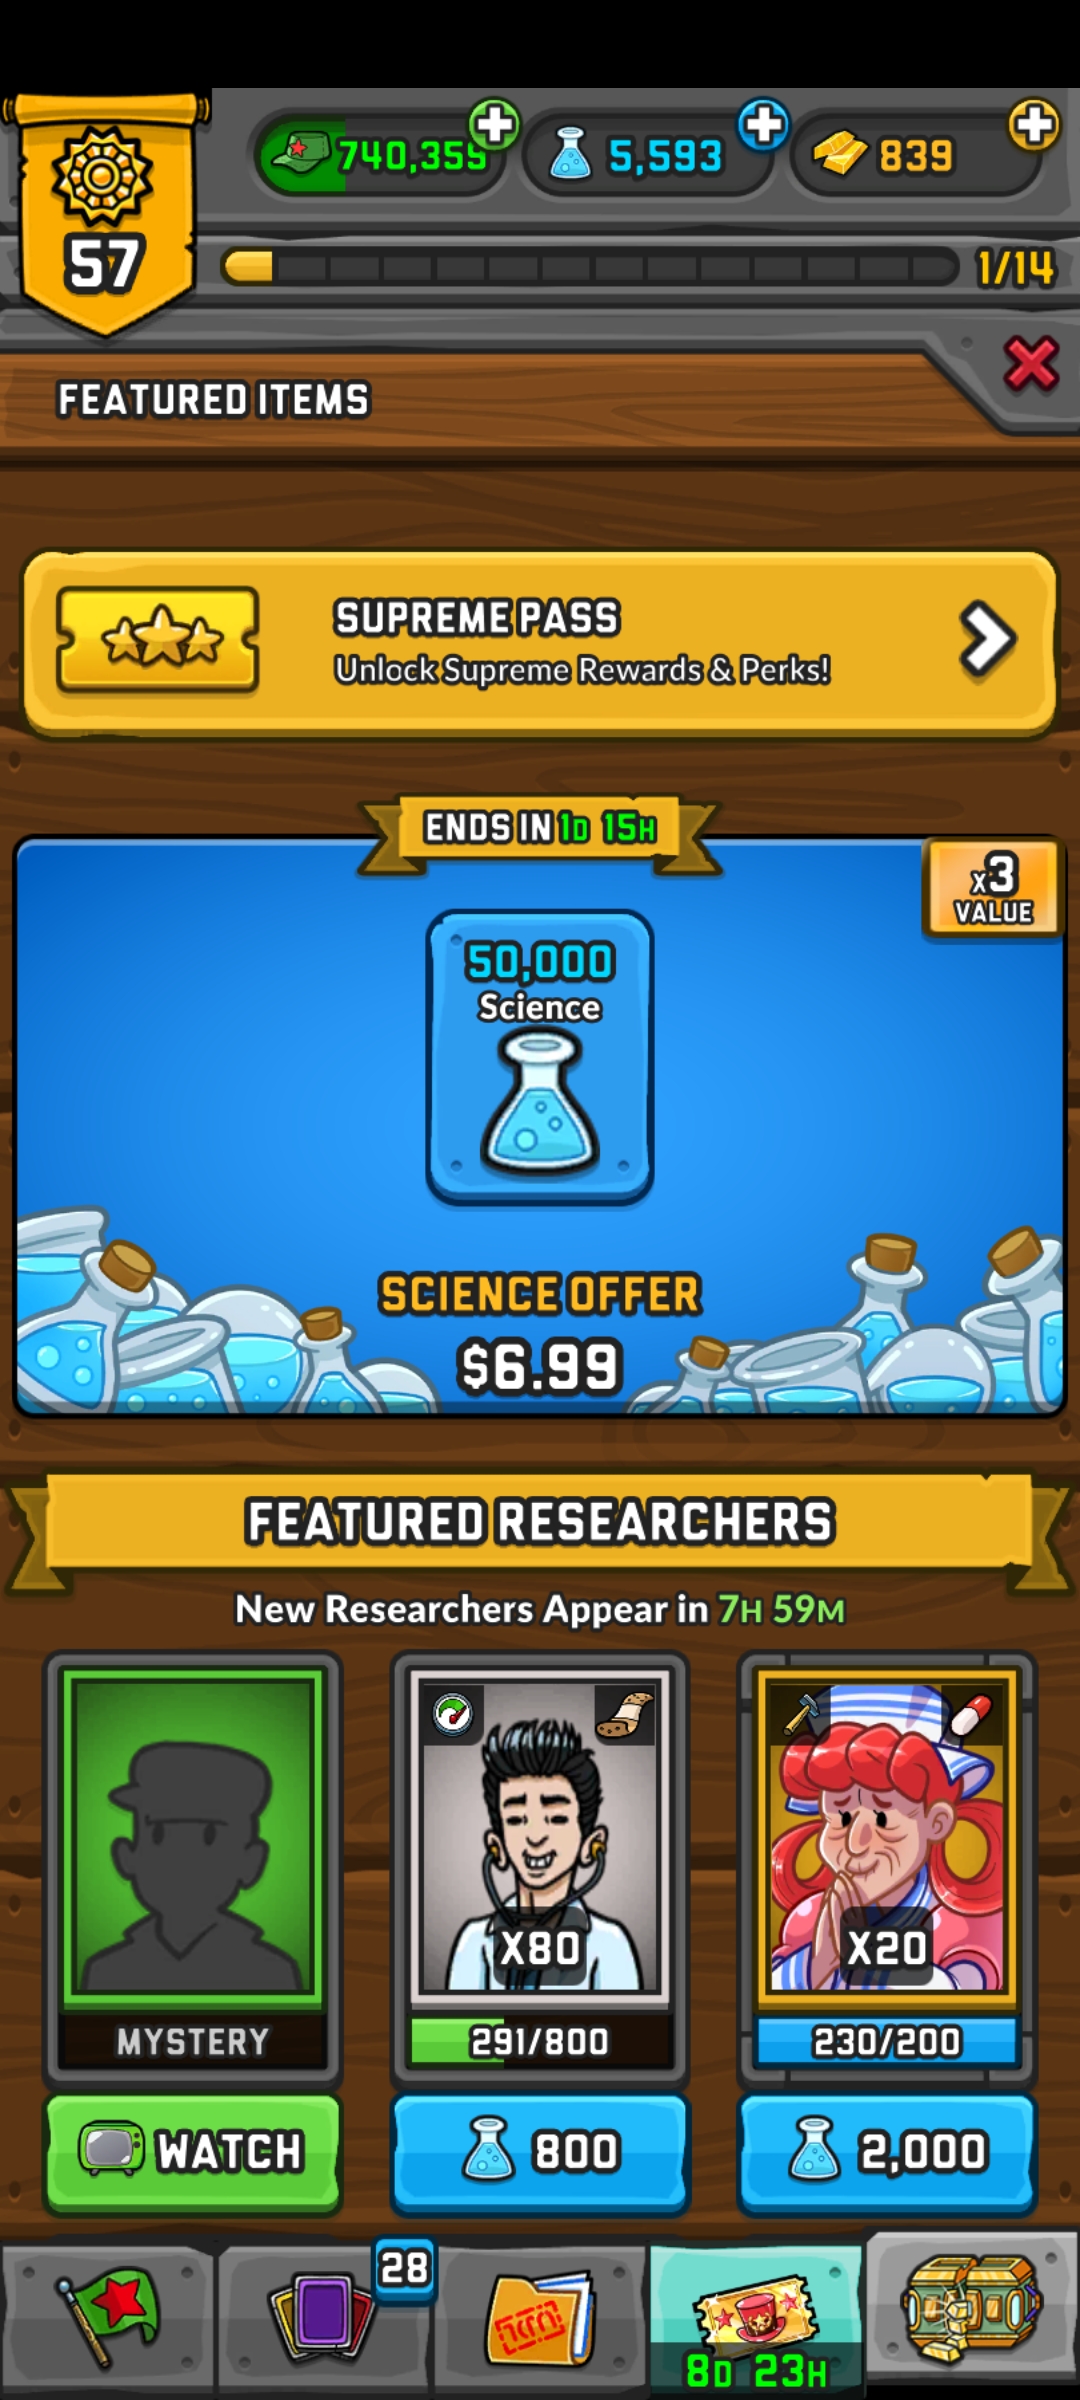 740,359
5,593
839
57
1/14
FEATURED ITEMS
SUPREME PASS
Unlock Supreme Rewards & Perks!
ENDS IN 1D 15H
x3
VALUE
50,000
Science
SCIENCE OFFER
$6.99
FEATURED RESEARCHERS
New Researchers Appear in 7H 59M
X80
X20
MYSTERY
291/800
230/200
WATCH
800
2,000
28
8D 23H